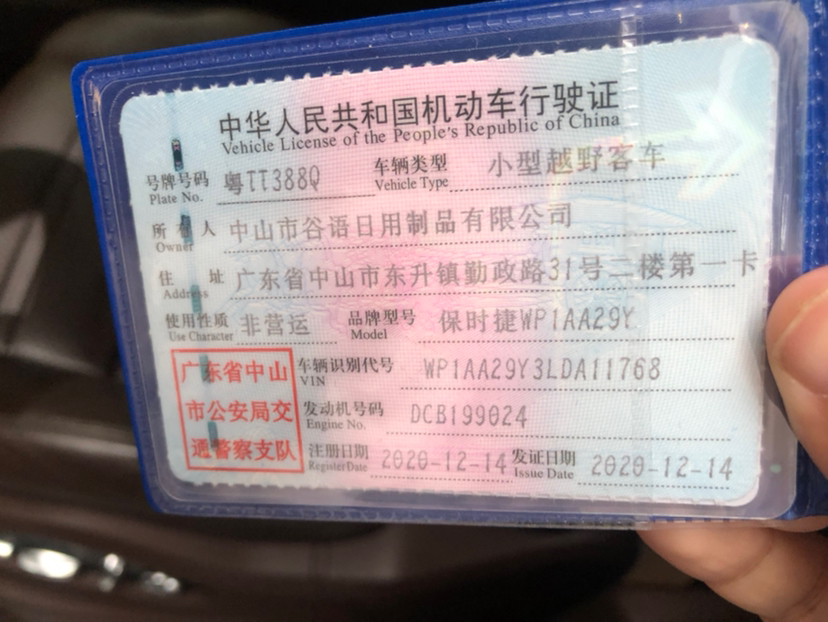 中华人民共和国机动车行驶证
Vehicle License of the People's Republic of China
号牌号码 粤TT388Q 车辆类型 小型越野客车
Plate No. Vehicle Type
所有人 中山市谷语日用制品有限公司
Owner
住址 广东省中山市东升镇勤政路31号二楼第一卡
Address
使用性质 非营运 品牌型号 保时捷WP1AA29Y
Use Character Model
广东省中山 车辆识别代号 WP1AA29Y3LDA11768
VIN
市公安局交 发动机号码 DCB199024
Engine No.
通警察支队 注册日期 2020-12-14 发证日期 2020-12-14
Register Date Issue Date